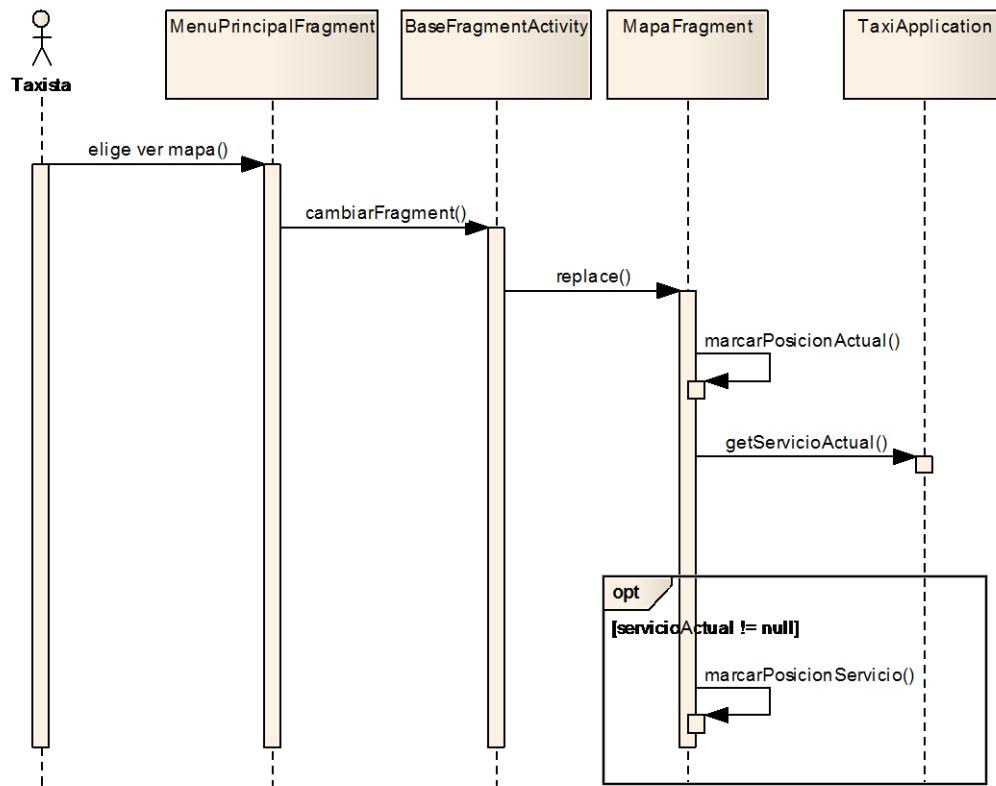 MenuPrincipalFragment
BaseFragmentActivity
MapaFragment
TaxiApplication
Taxista
elige ver mapa()
cambiarFragment()
replace()
marcarPosicionActual()
getServicioActual()
opt
[servicioActual != null]
marcarPosicionServicio()